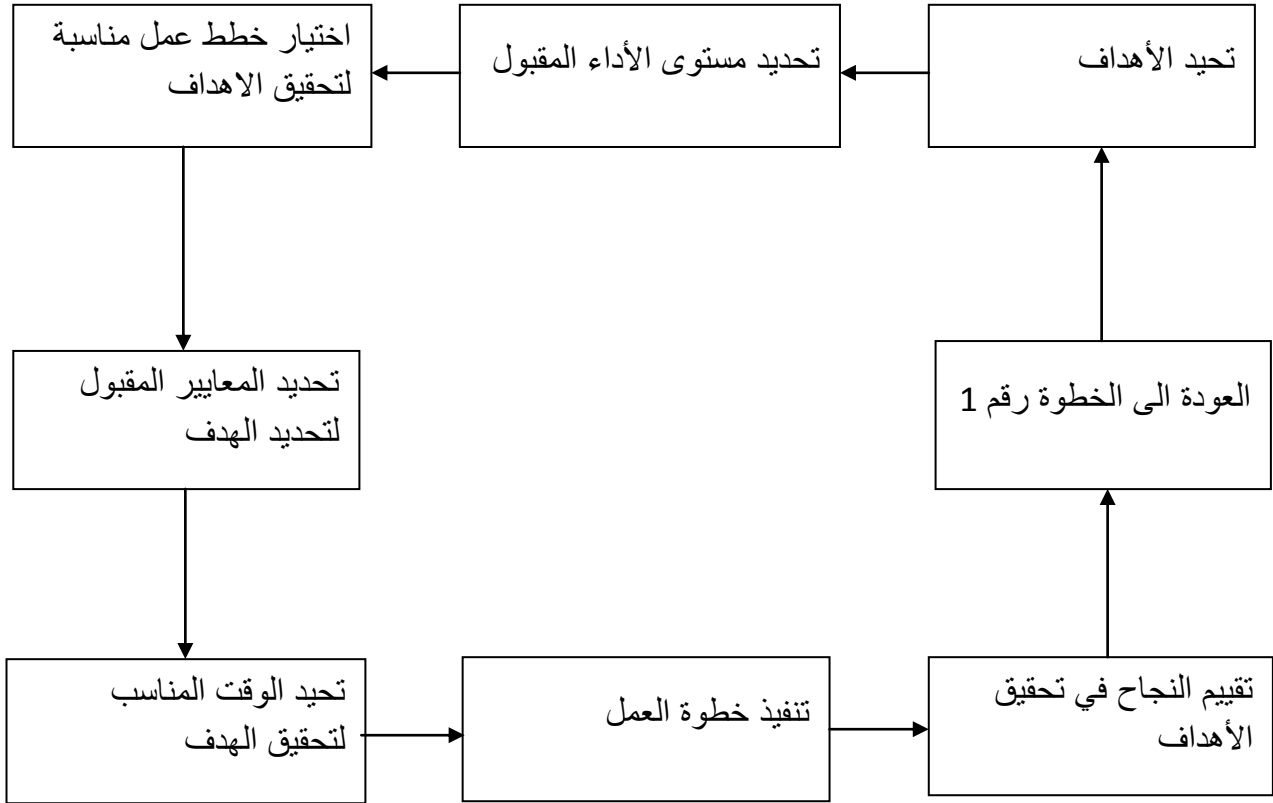 تحيد الأهداف
تحديد مستوى الأداء المقبول
اختيار خطط عمل مناسبة
لتحقيق الاهداف
تحديد المعايير المقبول
لتحديد الهدف
تحيد الوقت المناسب
لتحقيق الهدف
تنفيذ خطوة العمل
تقييم النجاح في تحقيق
الأهداف
العودة الى الخطوة رقم 1